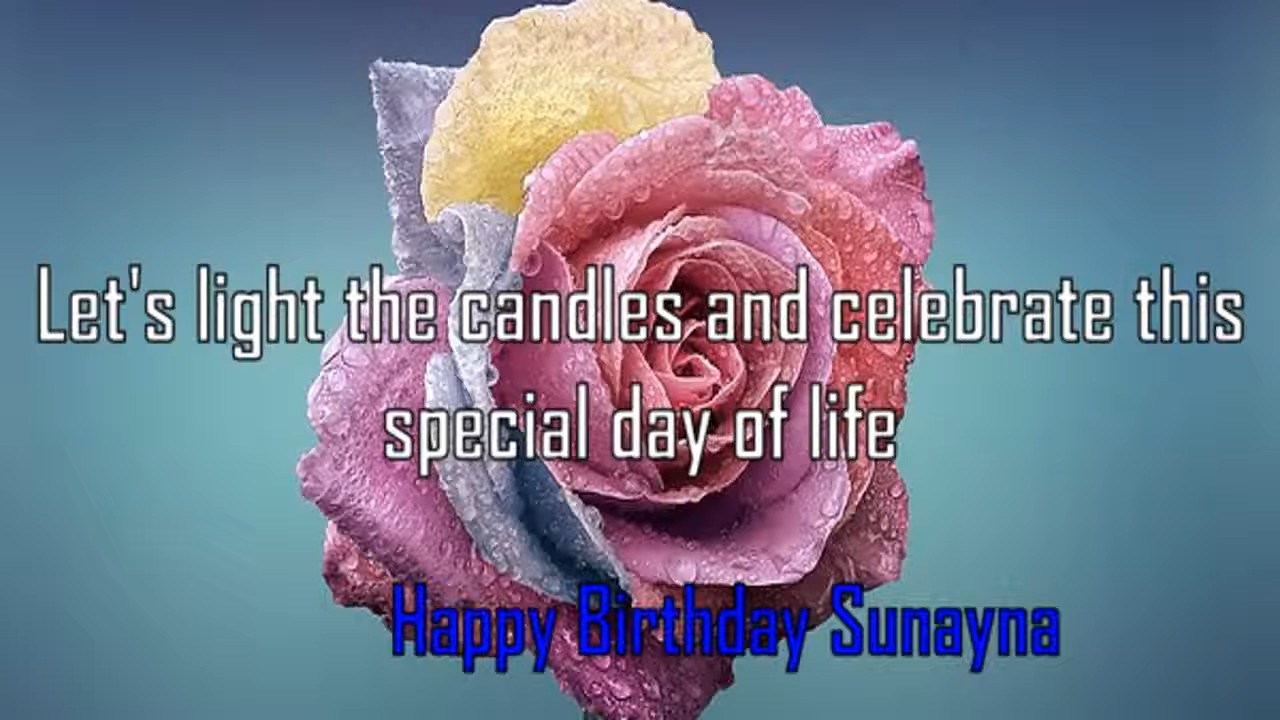 Let's light the candles and celebrate this
special day of life
Happy Birthday Sunayna